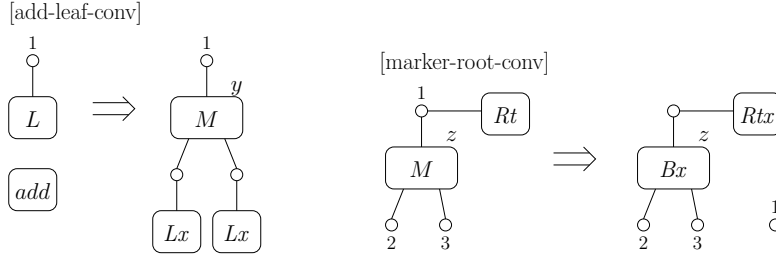 [add-leaf-conv]
1
L
add
1
y
M
Lx
Lx
[marker-root-conv]
1
Rt
z
M
2
3
Rtx
z
Bx
2
3
1